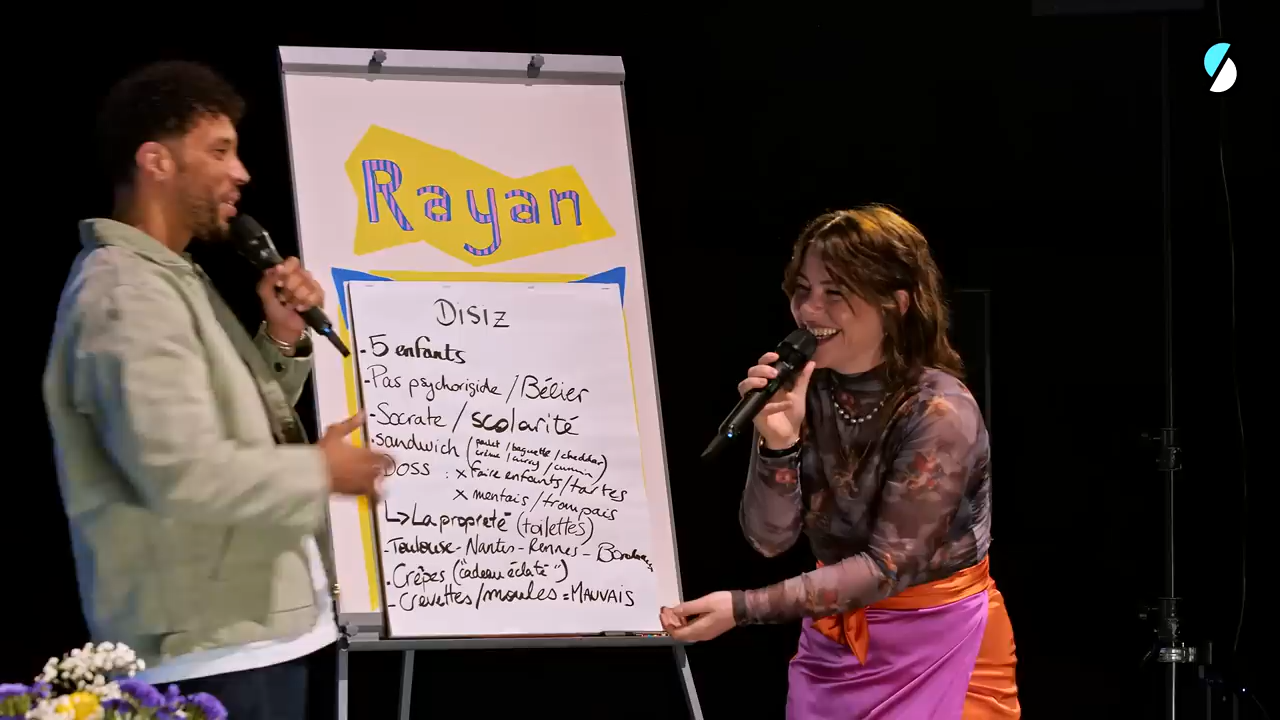 Rayan
DISIZ
- 5 enfants
- Pas psychorigide / Bélier
- Socrate / scolarité
- sandwich (poulet / baguette / cheddar/
crème / curry / cumin)
DOSS : x faire enfants/tartes
x mentais / trompais
↳ La propreté (toilettes)
- Toulouse - Nantes - Rennes - Bordeaux
- Crêpes ("cadeau éclaté")
- Crevettes/moules = MAUVAIS